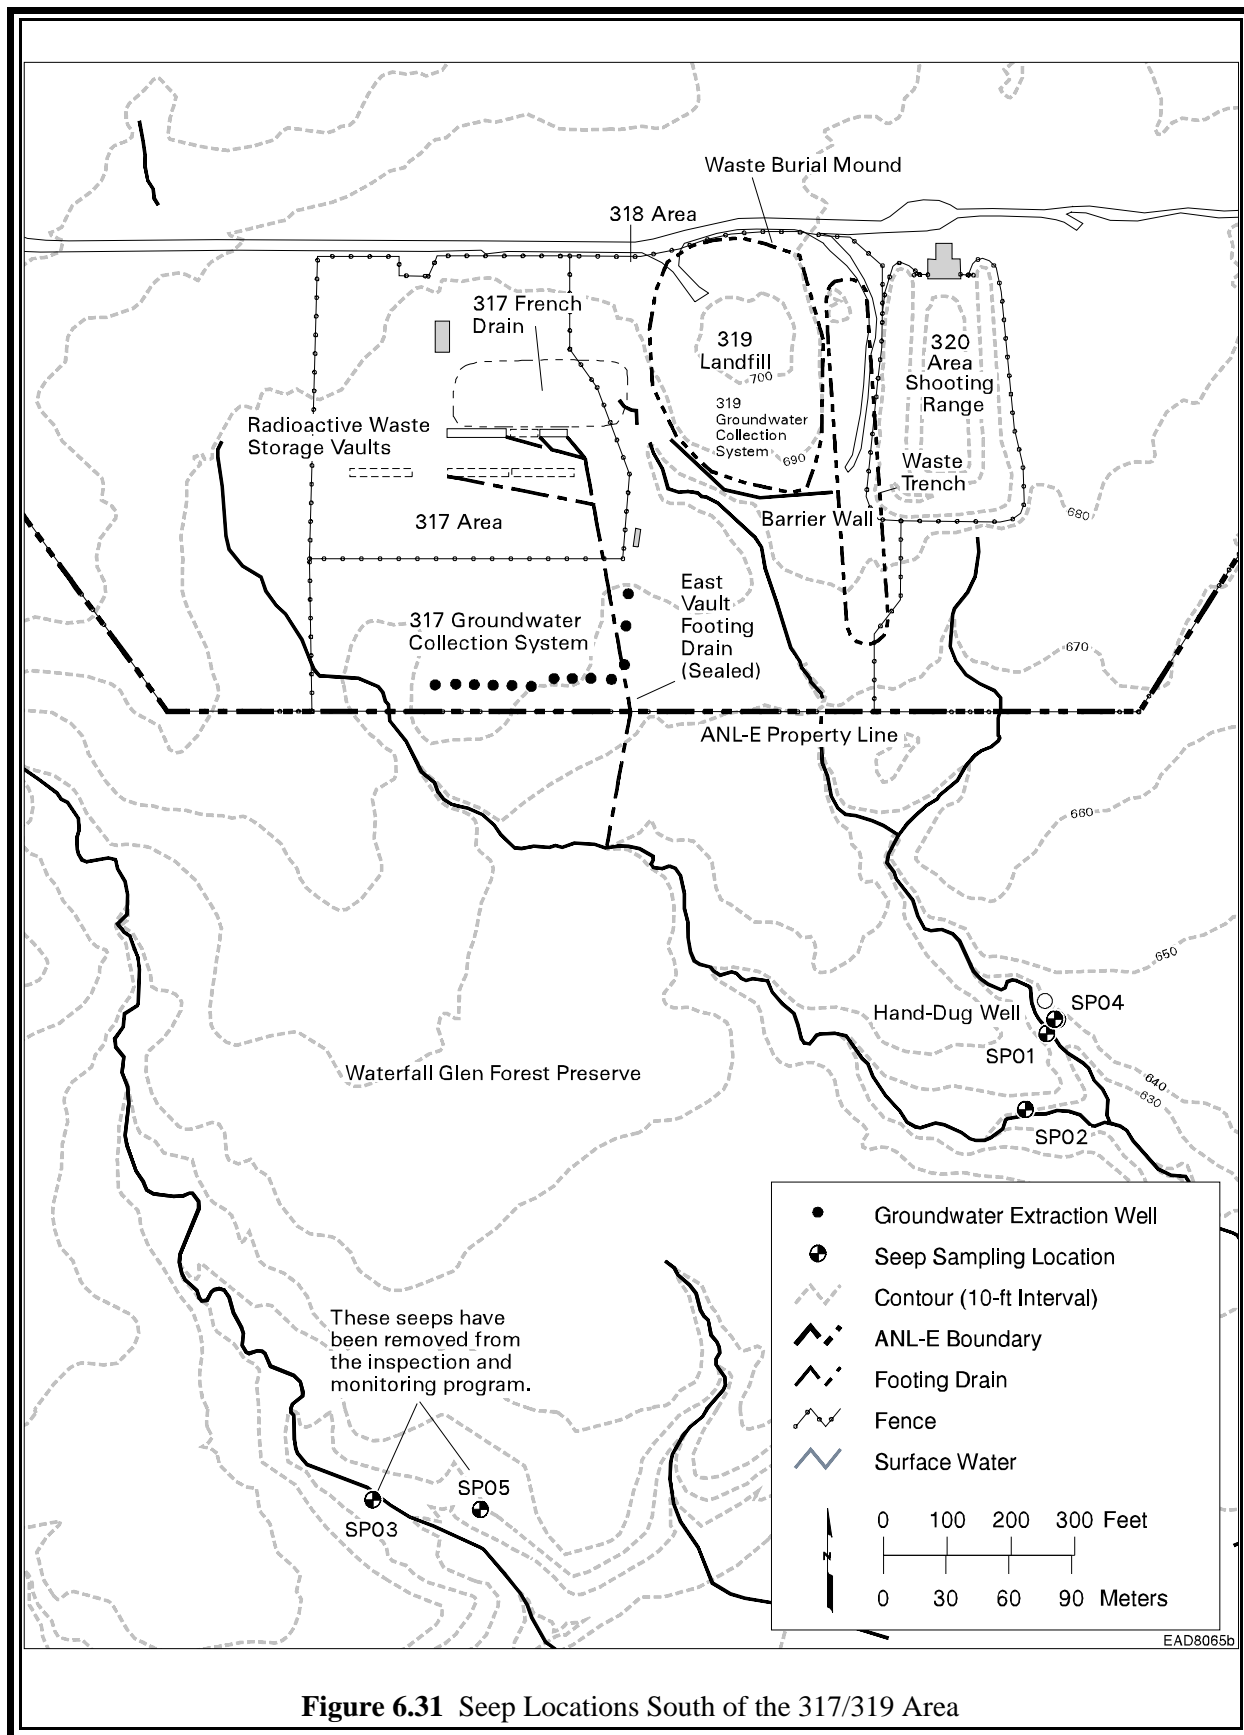 Waste Burial Mound
318 Area
317 French
Drain
319
Landfill
700
320
Area
Shooting
Range
319
Groundwater
Collection
System
690
Radioactive Waste
Storage Vaults
Waste
Trench
680
317 Area
Barrier Wall
East
Vault
Footing
Drain
(Sealed)
317 Groundwater
Collection System
670
ANL-E Property Line
660
650
Hand-Dug Well
SP04
SP01
640
630
Waterfall Glen Forest Preserve
SP02
These seeps have
been removed from
the inspection and
monitoring program.
SP05
SP03
Groundwater Extraction Well
Seep Sampling Location
Contour (10-ft Interval)
ANL-E Boundary
Footing Drain
Fence
Surface Water
N
0 100 200 300 Feet
0 30 60 90 Meters
EAD8065b
Figure 6.31 Seep Locations South of the 317/319 Area